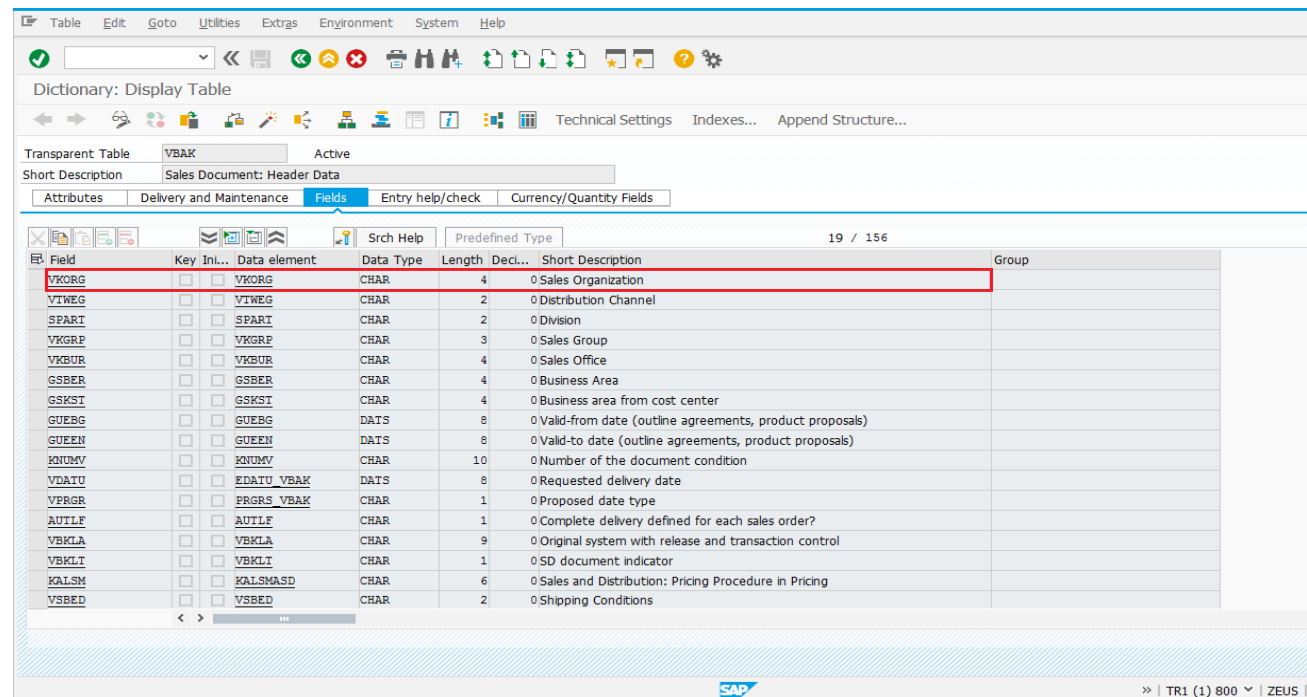 Table Edit Goto Utilities Extras Environment System Help
Dictionary: Display Table
Technical Settings Indexes... Append Structure...
Transparent Table VBAK Active
Short Description Sales Document: Header Data
Attributes Delivery and Maintenance Fields Entry help/check Currency/Quantity Fields
Srch Help Predefined Type 19 / 156
Field Key Ini... Data element Data Type Length Deci... Short Description Group
VKORG VKORG CHAR 4 0 Sales Organization
VTWEG VTWEG CHAR 2 0 Distribution Channel
SPART SPART CHAR 2 0 Division
VKGRP VKGRP CHAR 3 0 Sales Group
VKBUR VKBUR CHAR 4 0 Sales Office
GSBER GSBER CHAR 4 0 Business Area
GSKST GSKST CHAR 4 0 Business area from cost center
GUEBG GUEBG DATS 8 0 Valid-from date (outline agreements, product proposals)
GUEEN GUEEN DATS 8 0 Valid-to date (outline agreements, product proposals)
KNUMV KNUMV CHAR 10 0 Number of the document condition
VDATU EDATU_VBAK DATS 8 0 Requested delivery date
VPRGR PRGRS_VBAK CHAR 1 0 Proposed date type
AUTLF AUTLF CHAR 1 0 Complete delivery defined for each sales order?
VBKLA VBKLA CHAR 9 0 Original system with release and transaction control
VBKLT VBKLT CHAR 1 0 SD document indicator
KALSM KALSMASD CHAR 6 0 Sales and Distribution: Pricing Procedure in Pricing
VSBED VSBED CHAR 2 0 Shipping Conditions
SAP » TR1 (1) 800 ZEUS